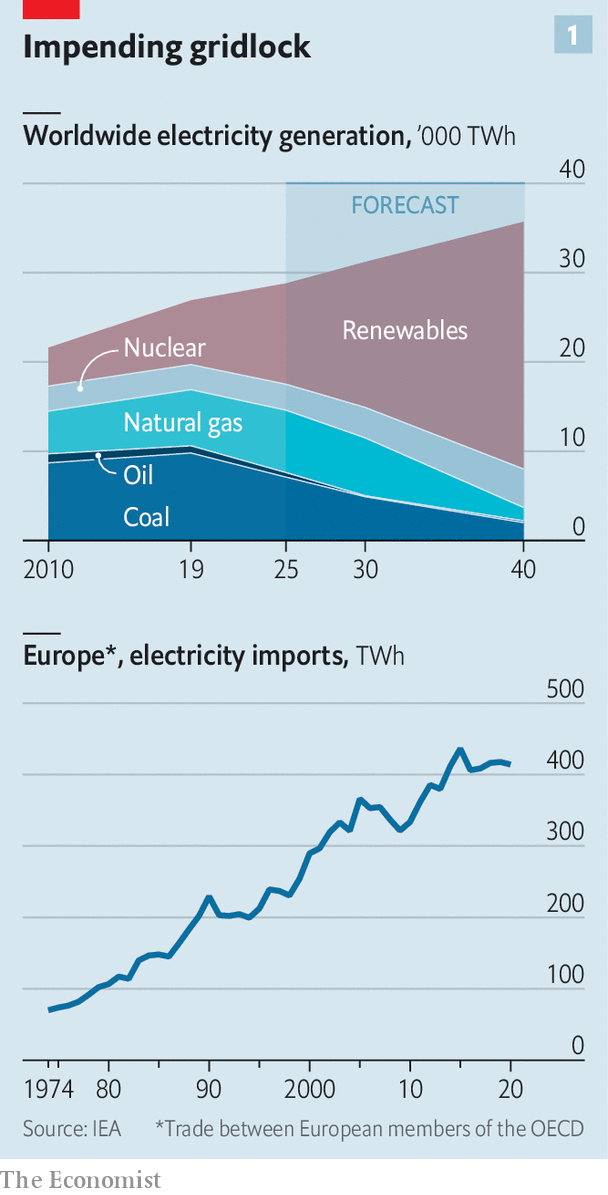 Impending gridlock
1
Worldwide electricity generation, ’000 TWh
40
FORECAST
30
Renewables
Nuclear
20
Natural gas
10
Oil
Coal
0
2010 19 25 30 40
Europe*, electricity imports, TWh
500
400
300
200
100
0
1974 80 90 2000 10 20
Source: IEA *Trade between European members of the OECD
The Economist